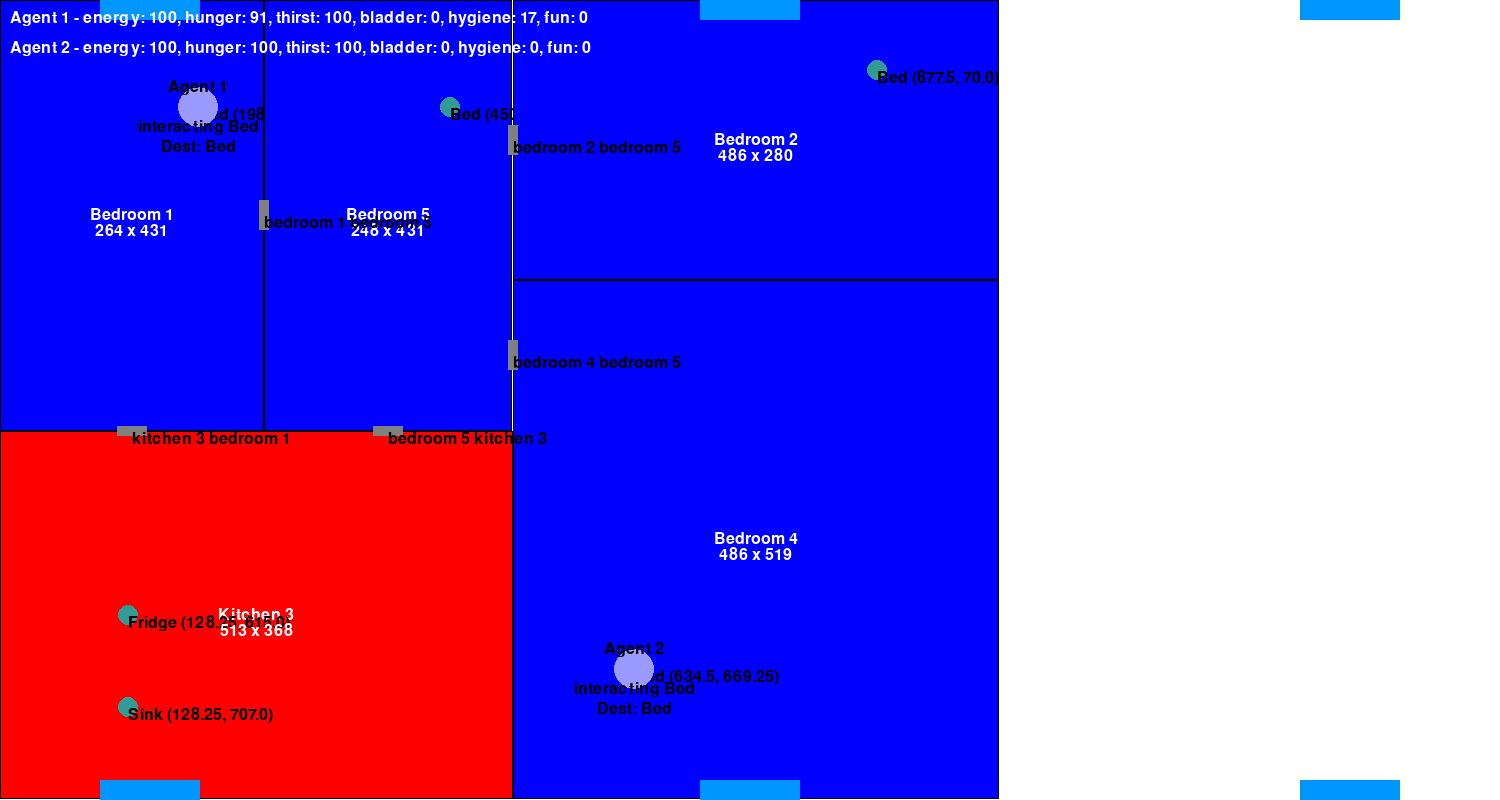 Agent 1 - energy: 100, hunger: 91, thirst: 100, bladder: 0, hygiene: 17, fun: 0
Agent 2 - energy: 100, hunger: 100, thirst: 100, bladder: 0, hygiene: 0, fun: 0
Bed (877.5, 70.0)
Agent 1
d (198
Bed (450
interacting Bed
Dest: Bed
Bedroom 2
486 x 280
bedroom 2 bedroom 5
Bedroom 1
264 x 431
bedroom 1 bedroom 5
Bedroom 5
248 x 431
bedroom 4 bedroom 5
kitchen 3 bedroom 1
bedroom 5 kitchen 3
Bedroom 4
486 x 519
Kitchen 3
513 x 368
Fridge (128.25, 615.0)
Agent 2
d (634.5, 669.25)
interacting Bed
Dest: Bed
Sink (128.25, 707.0)